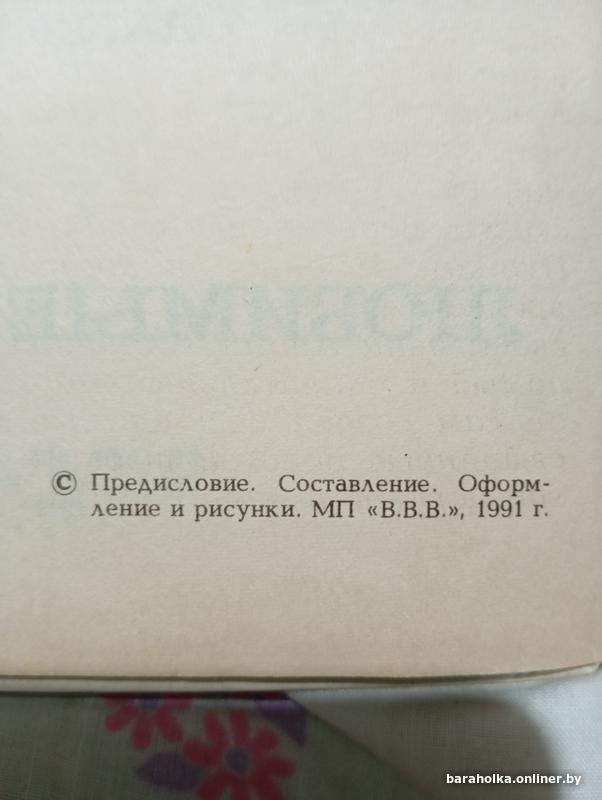 © Предисловие. Составление. Оформ-
ление и рисунки. МП «В.В.В.», 1991 г.
baraholka.onliner.by